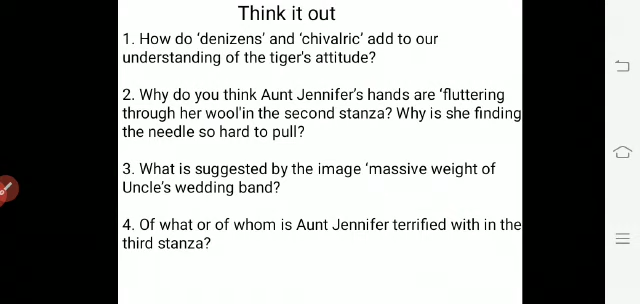 Think it out
1. How do ‘denizens’ and ‘chivalric’ add to our
understanding of the tiger's attitude?
2. Why do you think Aunt Jennifer’s hands are ‘fluttering
through her wool'in the second stanza? Why is she finding
the needle so hard to pull?
3. What is suggested by the image ‘massive weight of
Uncle’s wedding band?
4. Of what or of whom is Aunt Jennifer terrified with in the
third stanza?